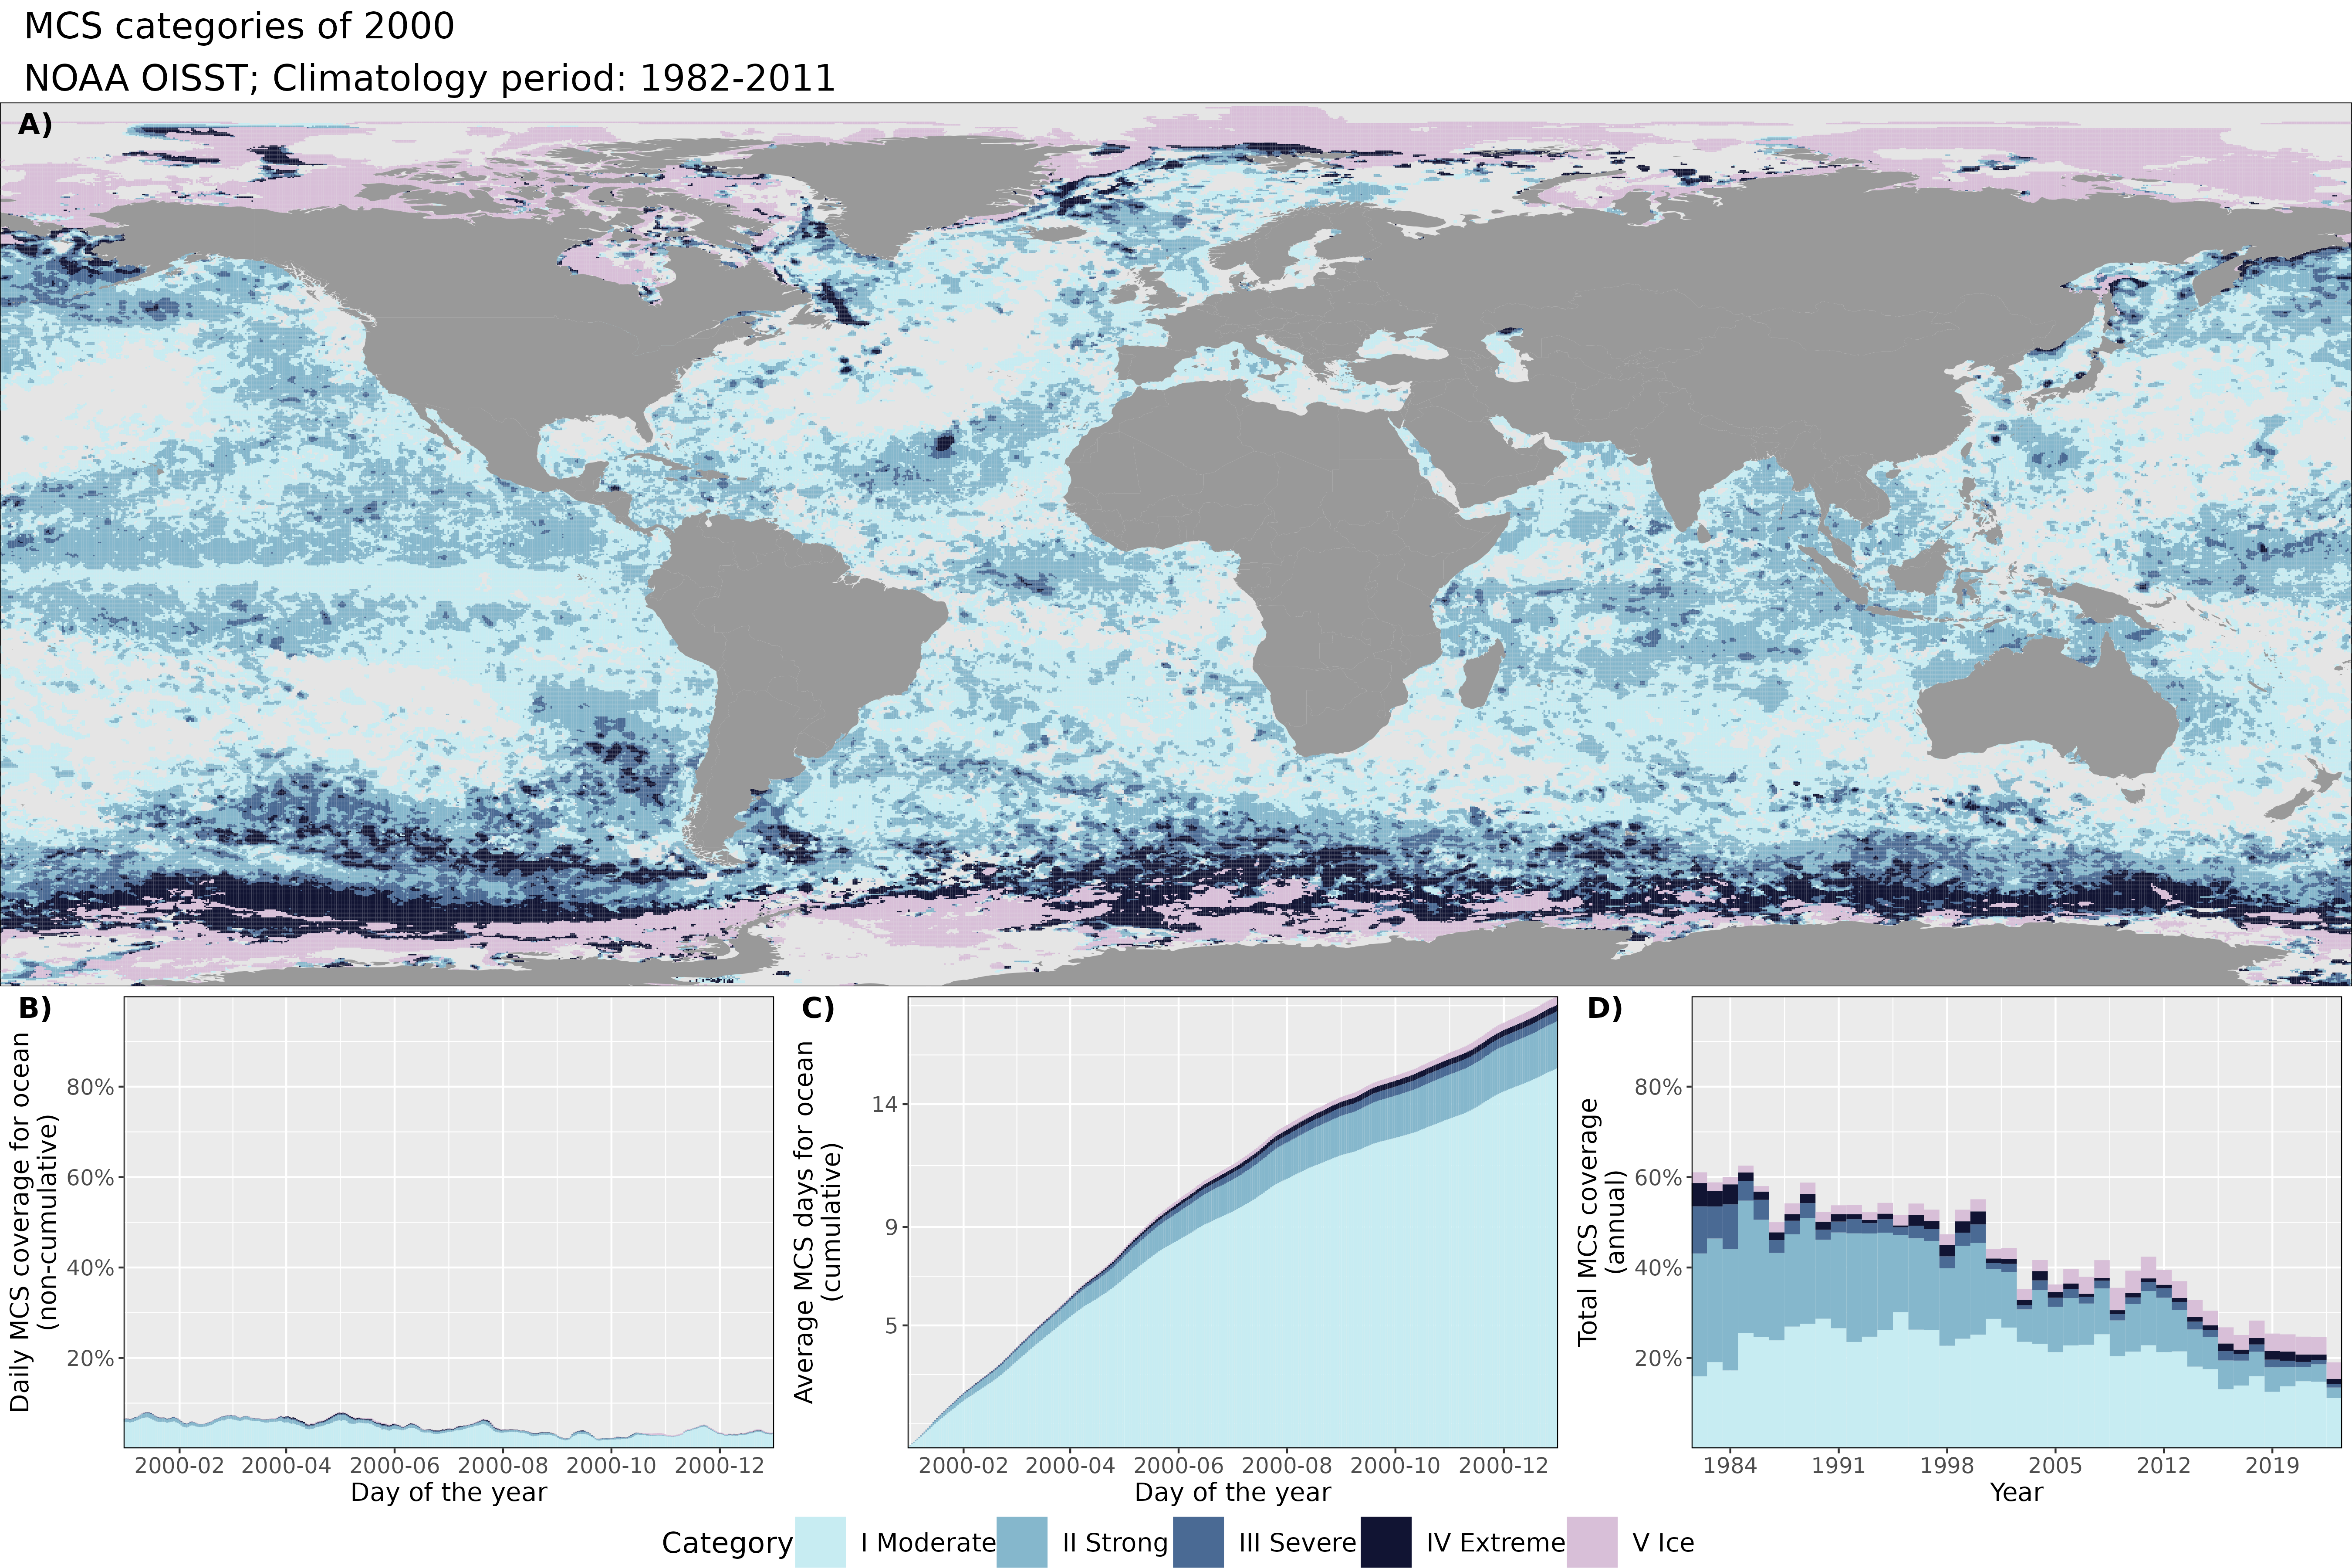 MCS categories of 2000
NOAA OISST; Climatology period: 1982-2011
A)
B)
Daily MCS coverage for ocean
(non-cumulative)
80%
60%
40%
20%
2000-02 2000-04 2000-06 2000-08 2000-10 2000-12
Day of the year
C)
Average MCS days for ocean
(cumulative)
14
9
5
2000-02 2000-04 2000-06 2000-08 2000-10 2000-12
Day of the year
D)
Total MCS coverage
(annual)
80%
60%
40%
20%
1984 1991 1998 2005 2012 2019
Year
Category I Moderate II Strong III Severe IV Extreme V Ice